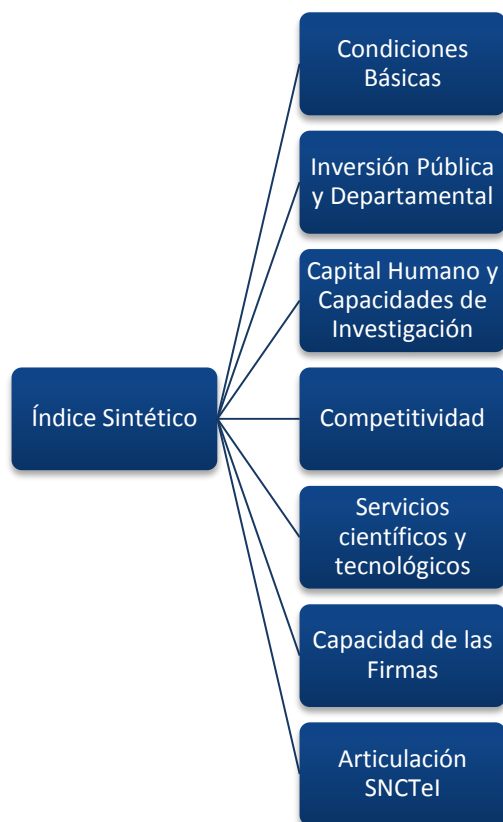 Condiciones
Básicas
Inversión Pública
y Departamental
Capital Humano y
Capacidades de
Investigación
Índice Sintético
Competitividad
Servicios
científicos y
tecnológicos
Capacidad de las
Firmas
Articulación
SNCTeI